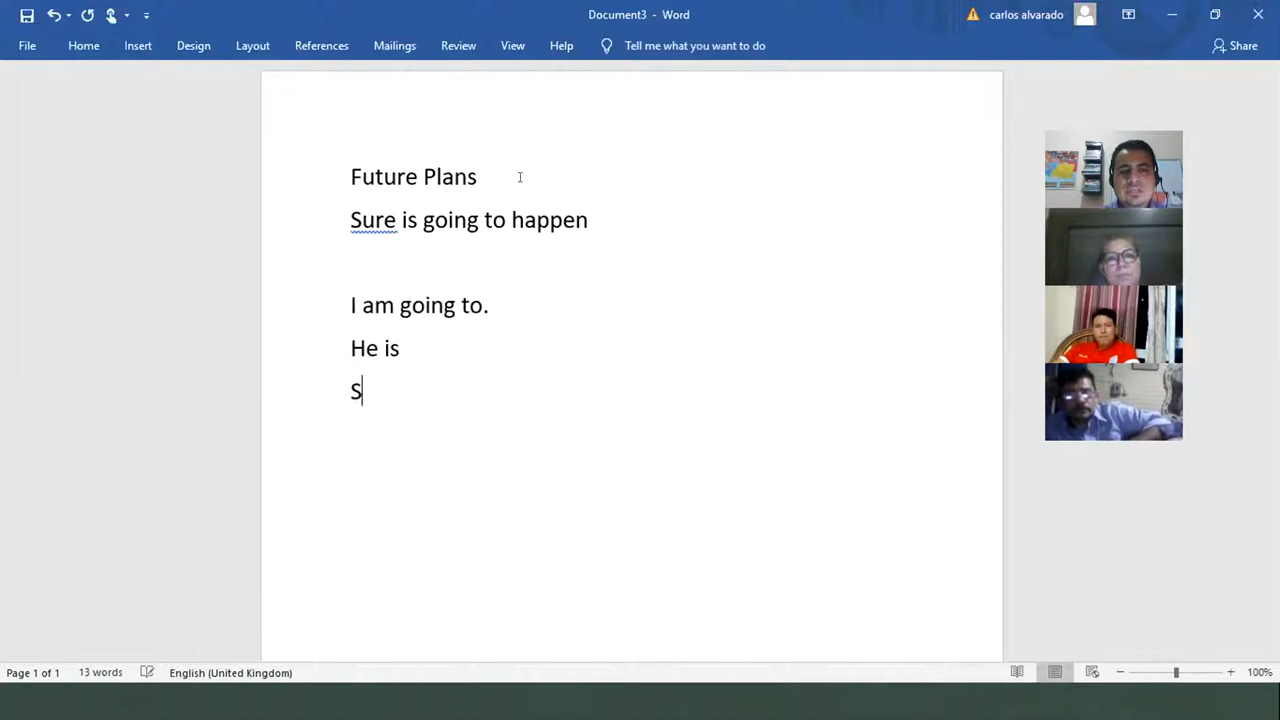 Document3 - Word
carlos alvarado
File Home Insert Design Layout References Mailings Review View Help Tell me what you want to do Share
Future Plans
Sure is going to happen
I am going to.
He is
S
Page 1 of 1 13 words English (United Kingdom) 100%